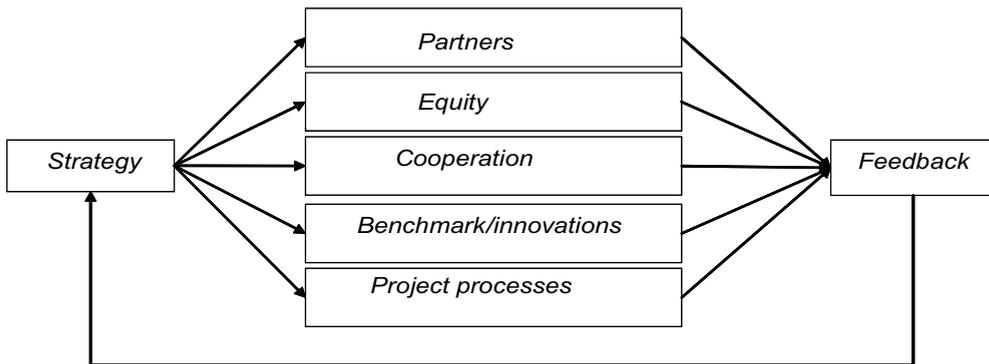 Partners
Equity
Strategy
Cooperation
Feedback
Benchmark/innovations
Project processes